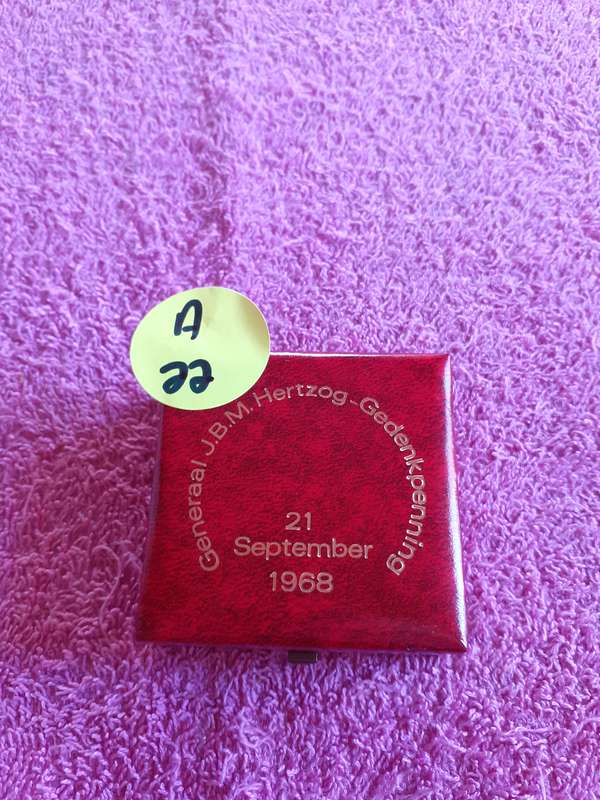 A
22
Generaal J.B.M. Hertzog-Gedenkpenning
21
September
1968